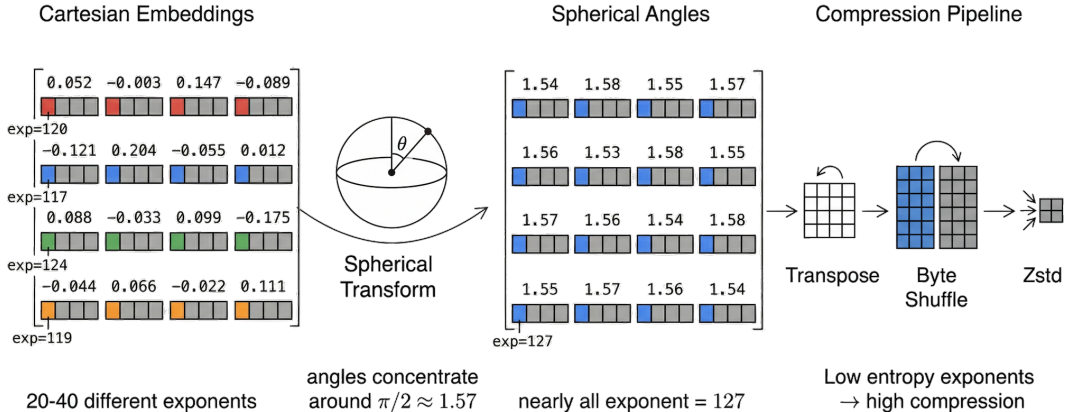 Cartesian Embeddings
Spherical Angles
Compression Pipeline
0.052 -0.003 0.147 -0.089
exp=120
-0.121 0.204 -0.055 0.012
exp=117
0.088 -0.033 0.099 -0.175
exp=124
-0.044 0.066 -0.022 0.111
exp=119
θ
Spherical
Transform
1.54 1.58 1.55 1.57
1.56 1.53 1.58 1.55
1.57 1.56 1.54 1.58
1.55 1.57 1.56 1.54
exp=127
Transpose
Byte
Shuffle
Zstd
20-40 different exponents
angles concentrate
around π/2 ≈ 1.57
nearly all exponent = 127
Low entropy exponents
→ high compression